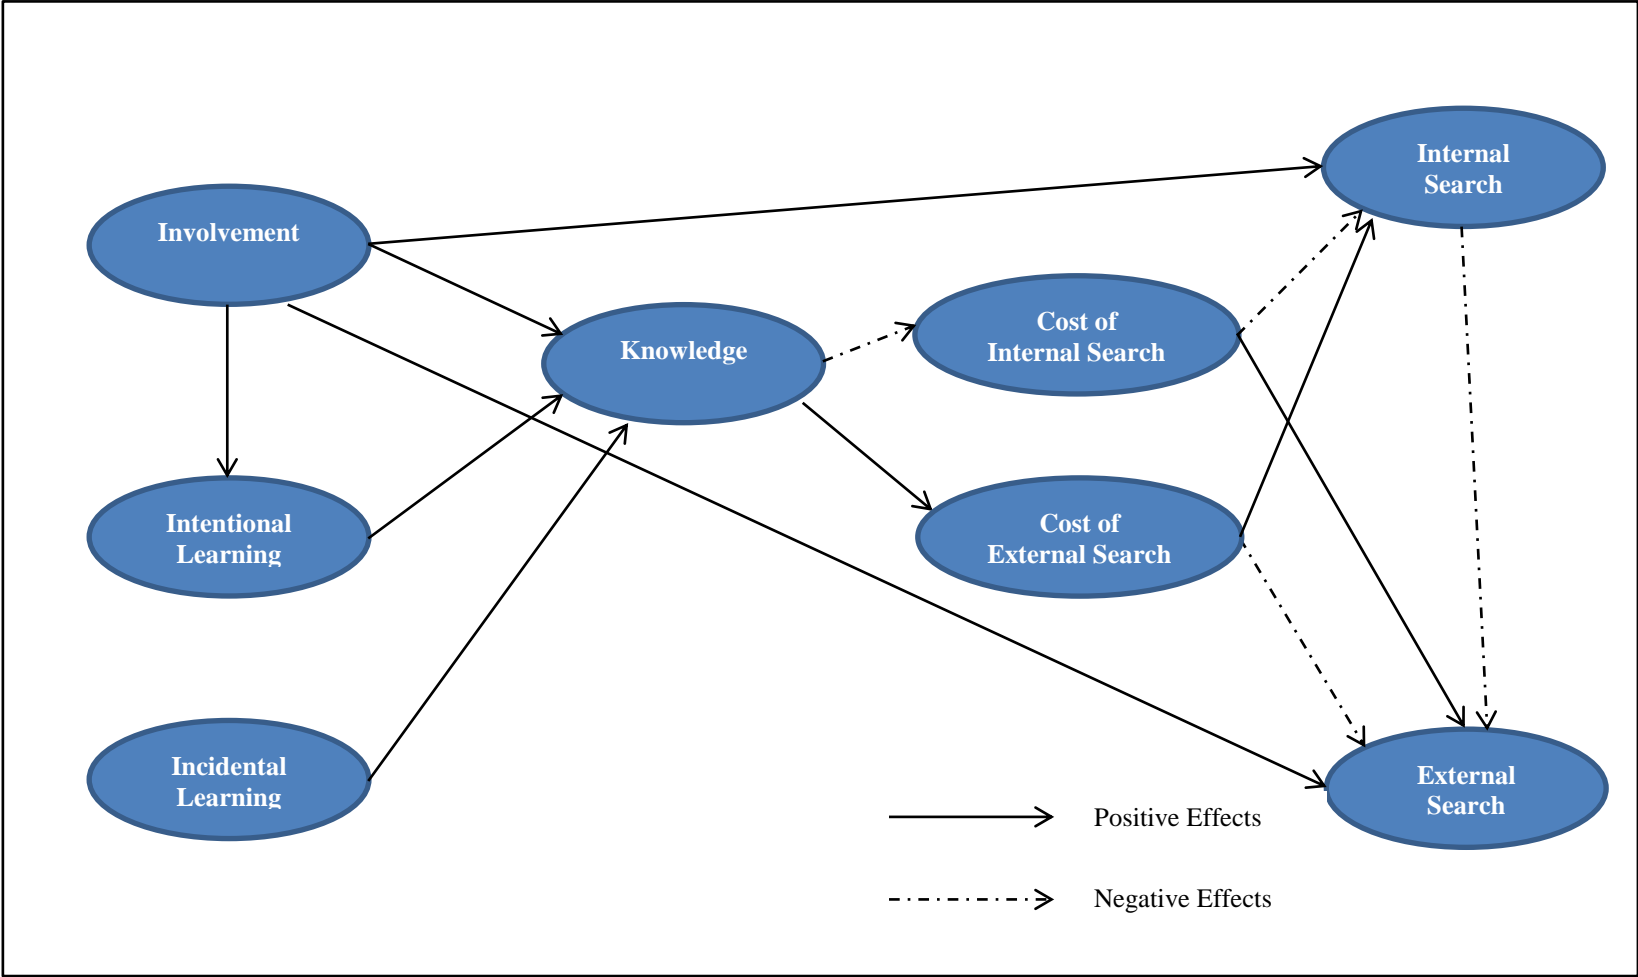 Internal
Search
Involvement
Cost of
Internal Search
Knowledge
Intentional
Learning
Cost of
External Search
Incidental
Learning
External
Search
Positive Effects
Negative Effects